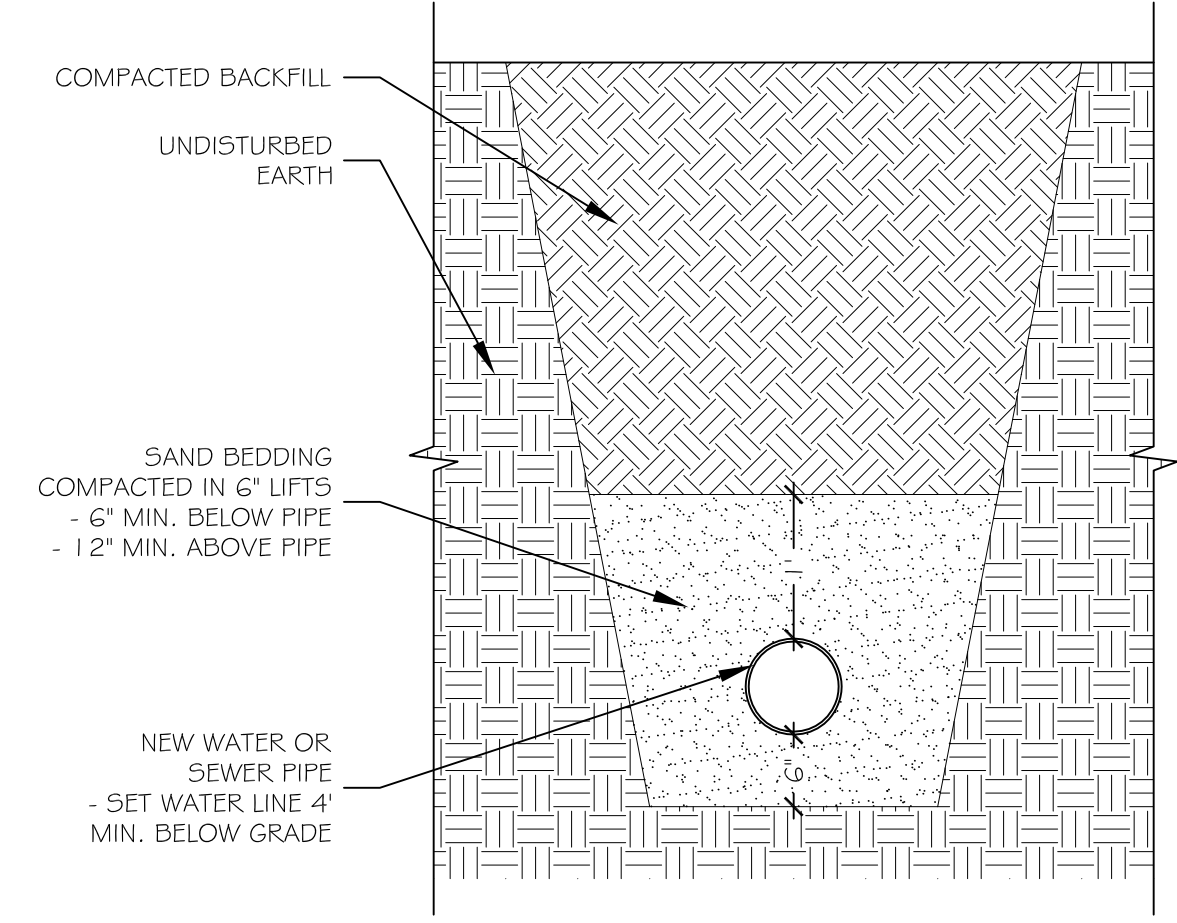 COMPACTED BACKFILL
UNDISTURBED
EARTH
SAND BEDDING
COMPACTED IN 6" LIFTS
- 6" MIN. BELOW PIPE
- 12" MIN. ABOVE PIPE
1"
NEW WATER OR
SEWER PIPE
- SET WATER LINE 4'
MIN. BELOW GRADE
6"